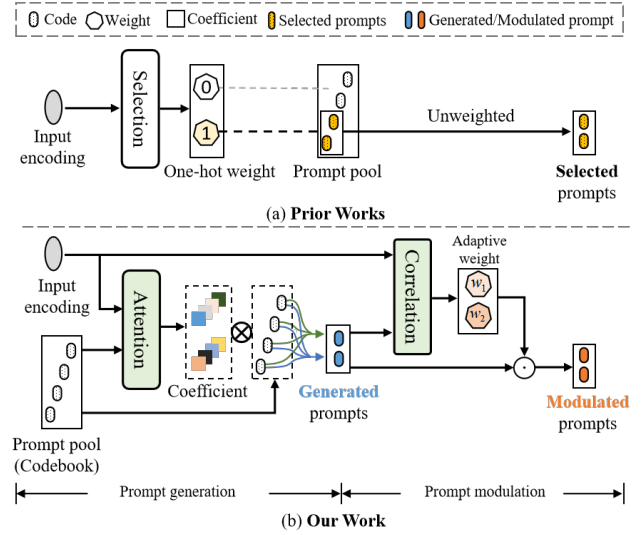 Code Weight Coefficient Selected prompts Generated/Modulated prompt
Selection
0
1
Input
encoding
One-hot weight
Prompt pool
Unweighted
Selected
prompts
(a) Prior Works
Input
encoding
Attention
Coefficient
Prompt pool
(Codebook)
Generated
prompts
Correlation
Adaptive
weight
w1
w2
Modulated
prompts
Prompt generation
Prompt modulation
(b) Our Work